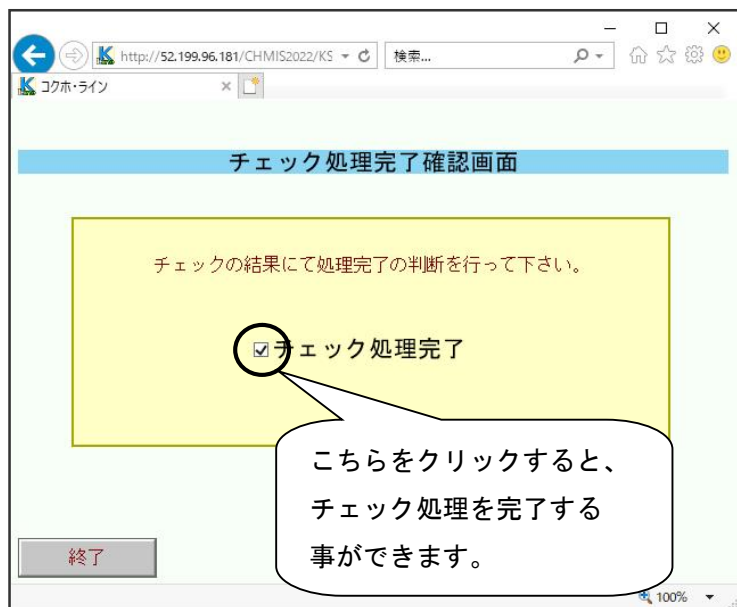 http://52.199.96.181/CHMIS2022/KS
検索...
コクホ・ライン
チェック処理完了確認画面
チェックの結果にて処理完了の判断を行って下さい。
チェック処理完了
こちらをクリックすると、
チェック処理を完了する
事ができます。
終了
100%